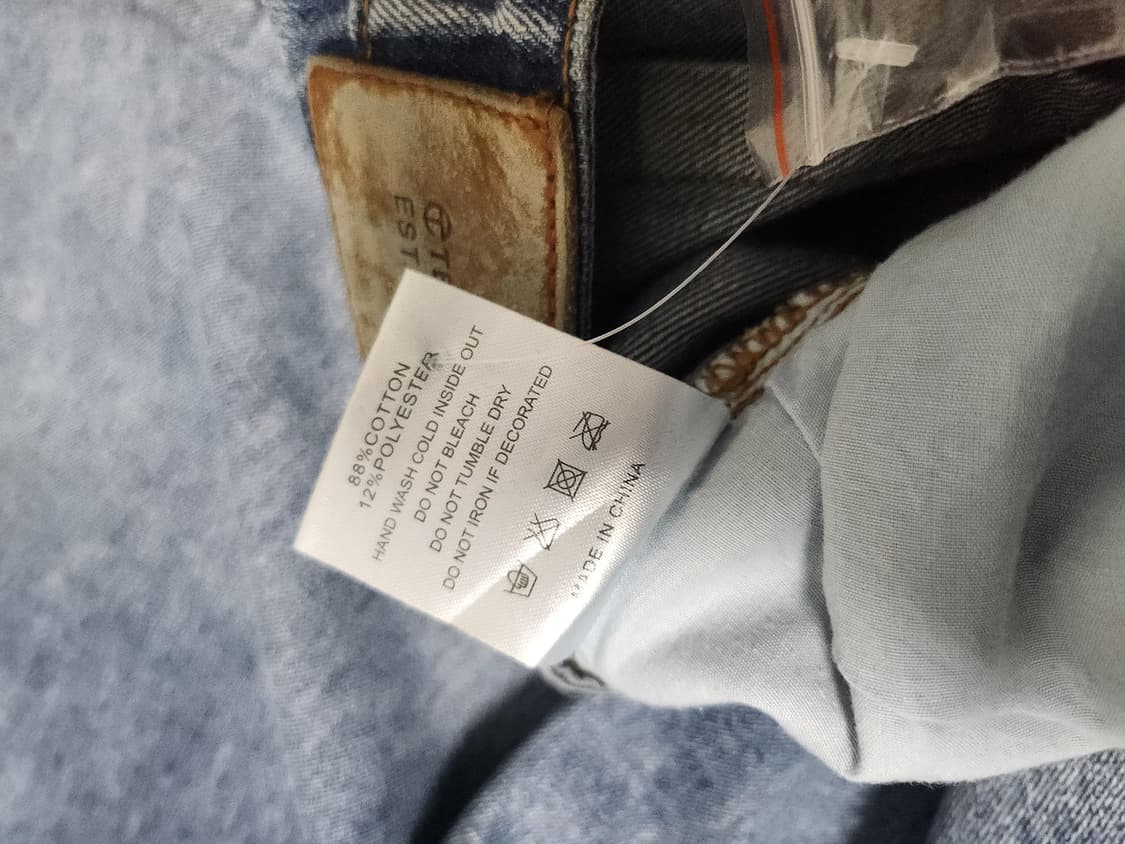 EST
88%COTTON
12%POLYESTER
HAND WASH COLD INSIDE OUT
DO NOT BLEACH
DO NOT TUMBLE DRY
DO NOT IRON IF DECORATED
MADE IN CHINA